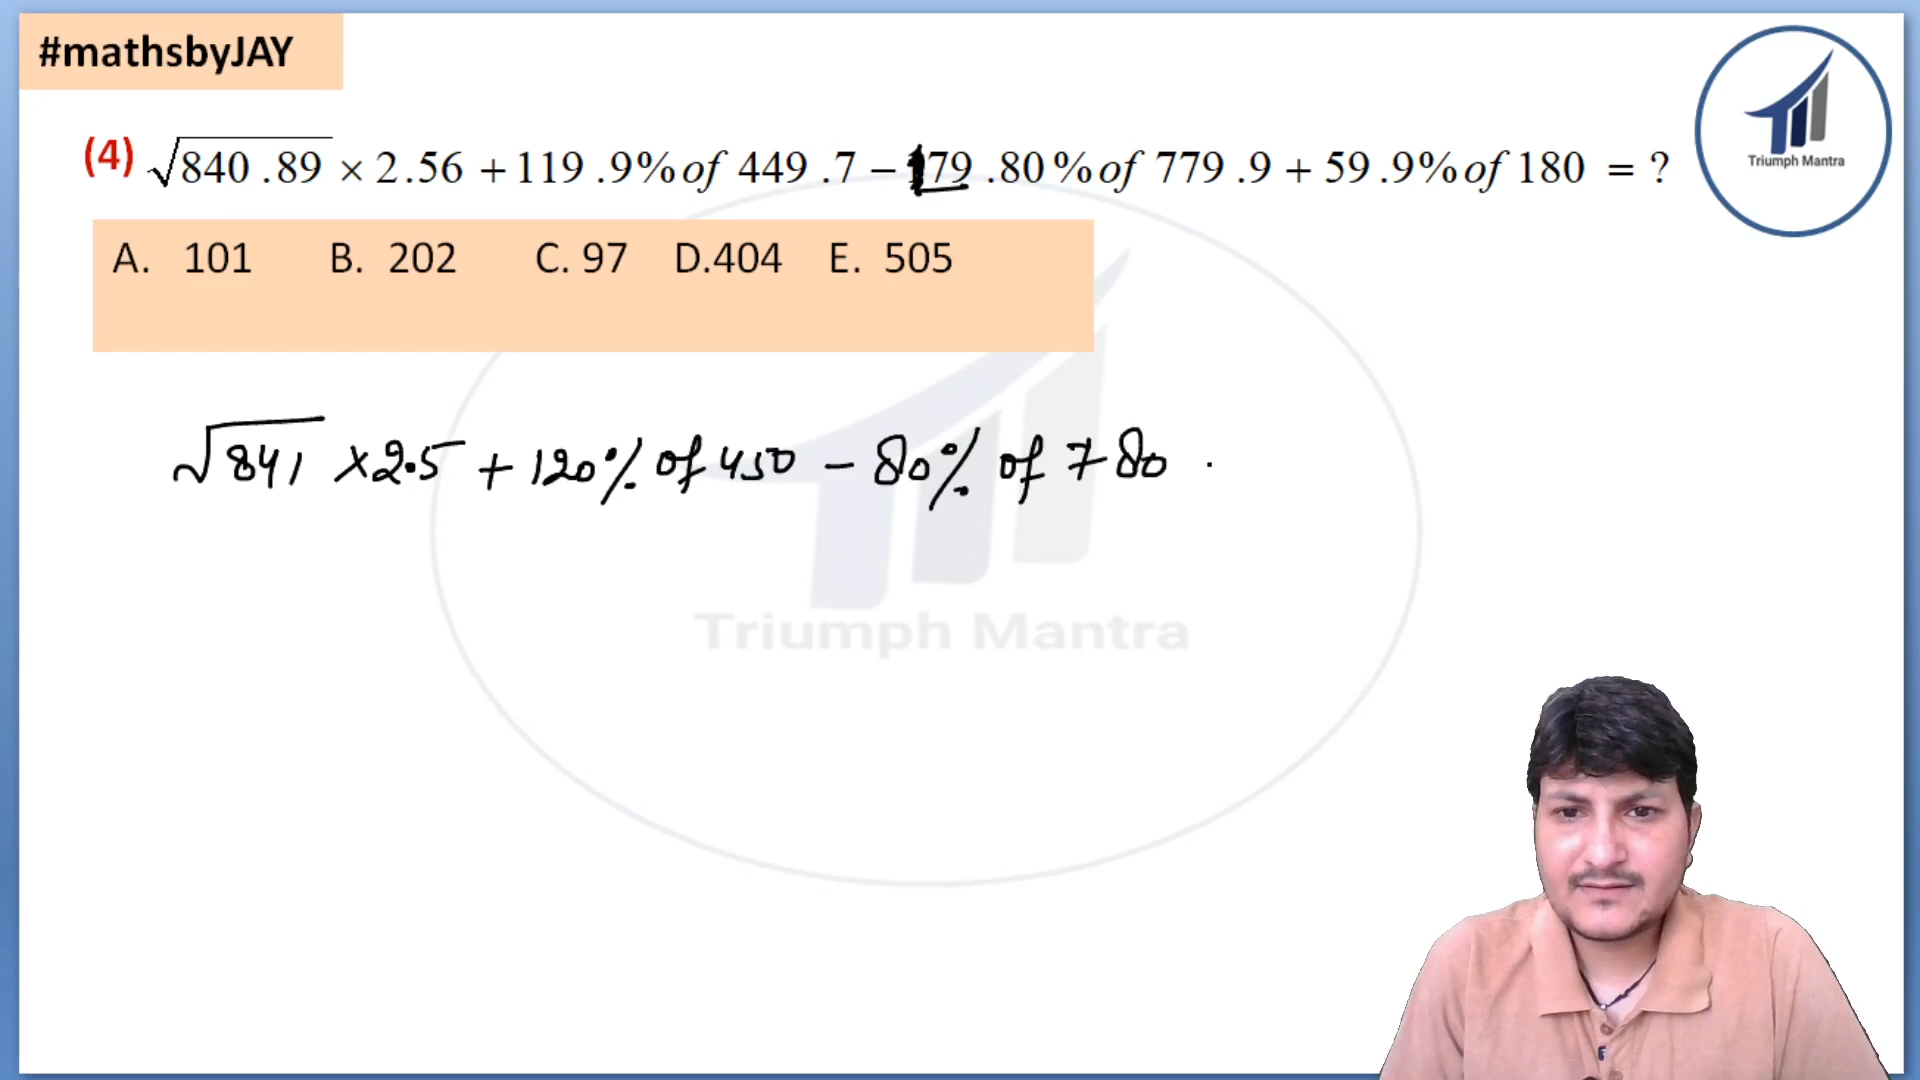 #mathsbyJAY
Triumph Mantra
(4) √840.89 × 2.56 + 119.9% of 449.7 − 179.80% of 779.9 + 59.9% of 180 = ?
A. 101 B. 202 C. 97 D.404 E. 505
√841 × 2.5 + 120% of 450 − 80% of 780
Triumph Mantra